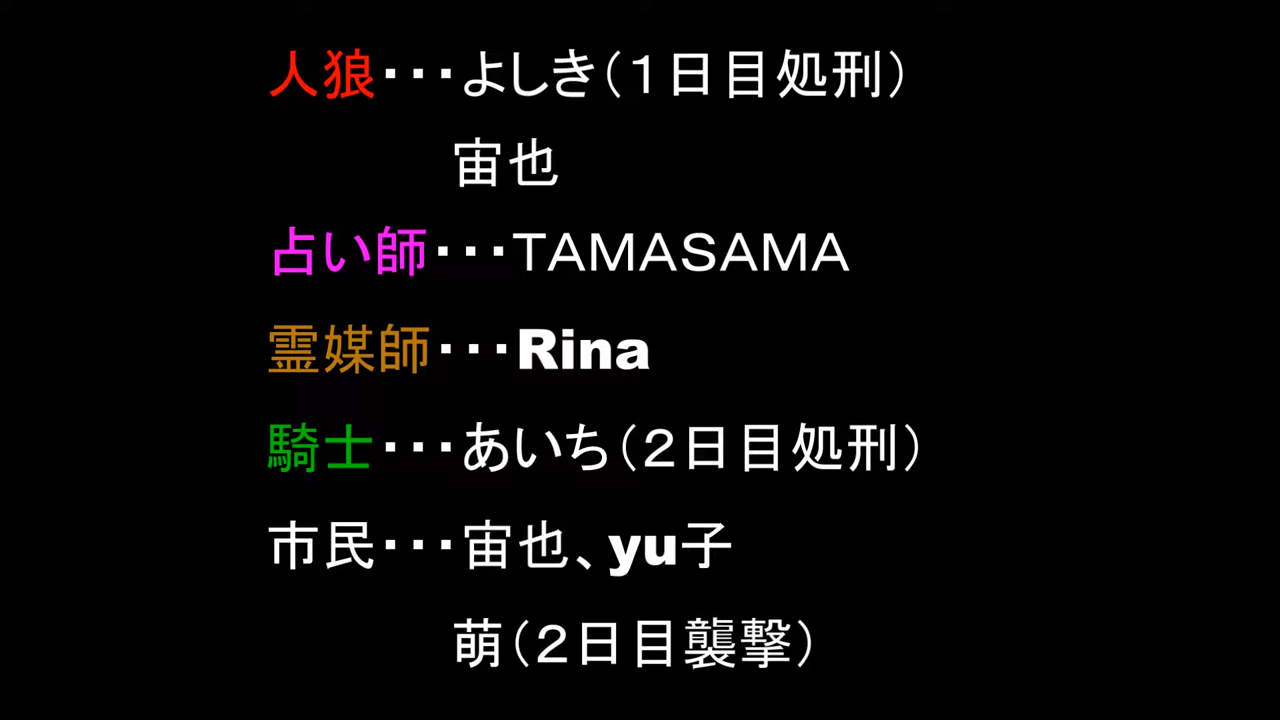 人狼・・・よしき（１日目処刑）
宙也
占い師・・・ＴＡＭＡＳＡＭＡ
霊媒師・・・Rina
騎士・・・あいち（２日目処刑）
市民・・・宙也、yu子
萌（２日目襲撃）